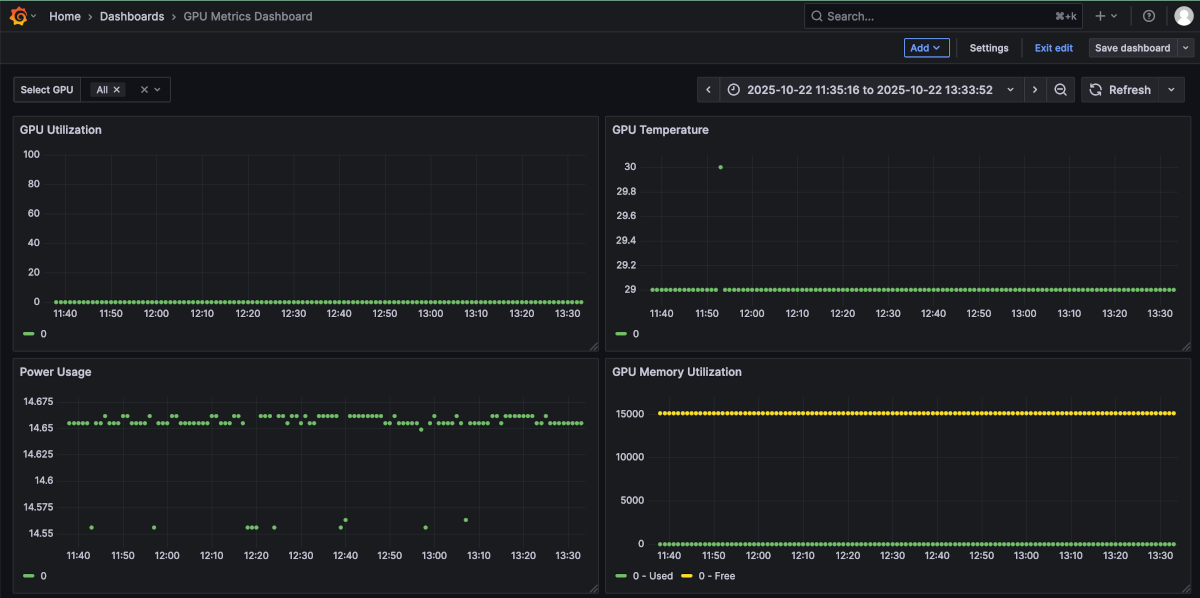 Home › Dashboards › GPU Metrics Dashboard
Search... ⌘+k
Add Settings Exit edit Save dashboard
Select GPU All × ×
2025-10-22 11:35:16 to 2025-10-22 13:33:52 Refresh
GPU Utilization
100
80
60
40
20
0
11:40 11:50 12:00 12:10 12:20 12:30 12:40 12:50 13:00 13:10 13:20 13:30
0
GPU Temperature
30
29.8
29.6
29.4
29.2
29
11:40 11:50 12:00 12:10 12:20 12:30 12:40 12:50 13:00 13:10 13:20 13:30
0
Power Usage
14.675
14.65
14.625
14.6
14.575
14.55
11:40 11:50 12:00 12:10 12:20 12:30 12:40 12:50 13:00 13:10 13:20 13:30
0
GPU Memory Utilization
15000
10000
5000
0
11:40 11:50 12:00 12:10 12:20 12:30 12:40 12:50 13:00 13:10 13:20 13:30
0 - Used 0 - Free